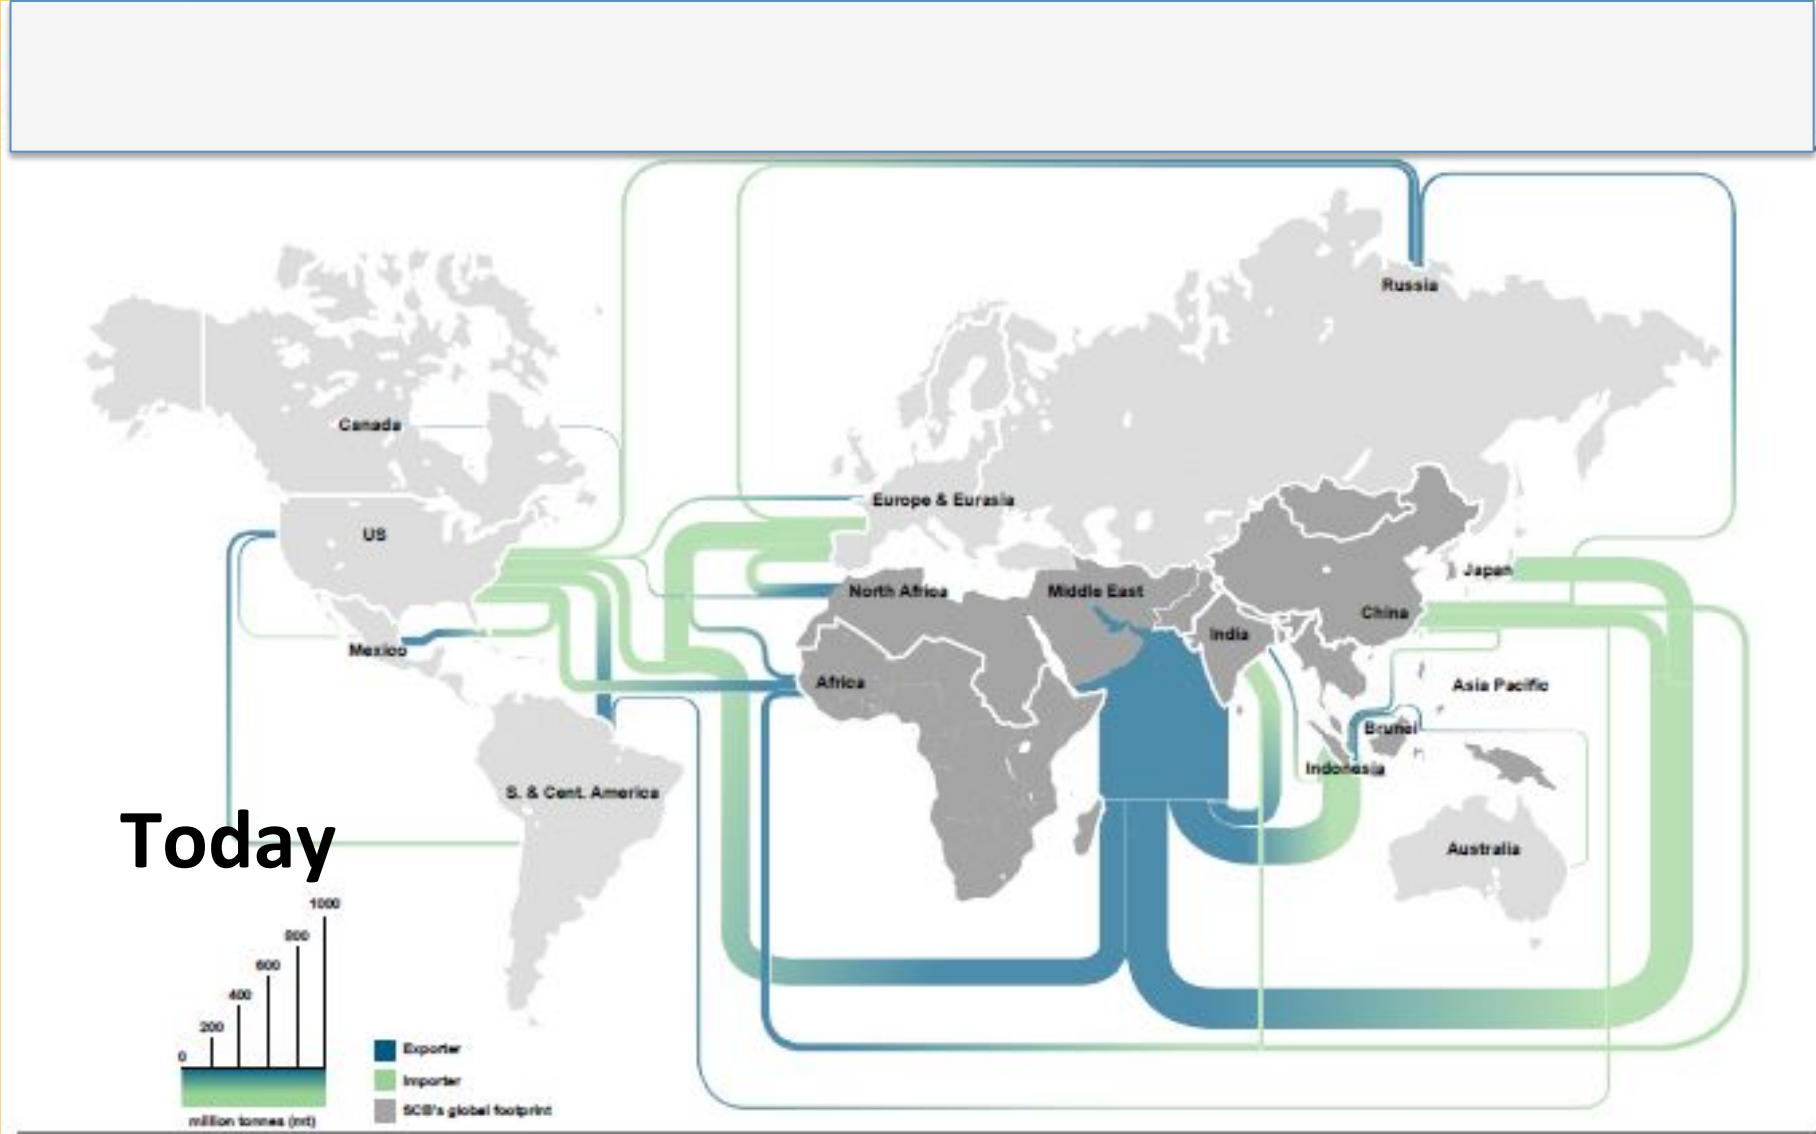 Russia
Canada
Europe & Eurasia
US
Japan
North Africa
Middle East
China
India
Mexico
Africa
Asia Pacific
Brunei
Indonesia
S. & Cent. America
Today
Australia
1000
800
600
400
200
0
Exporter
Importer
SCB's global footprint
million tonnes (mt)